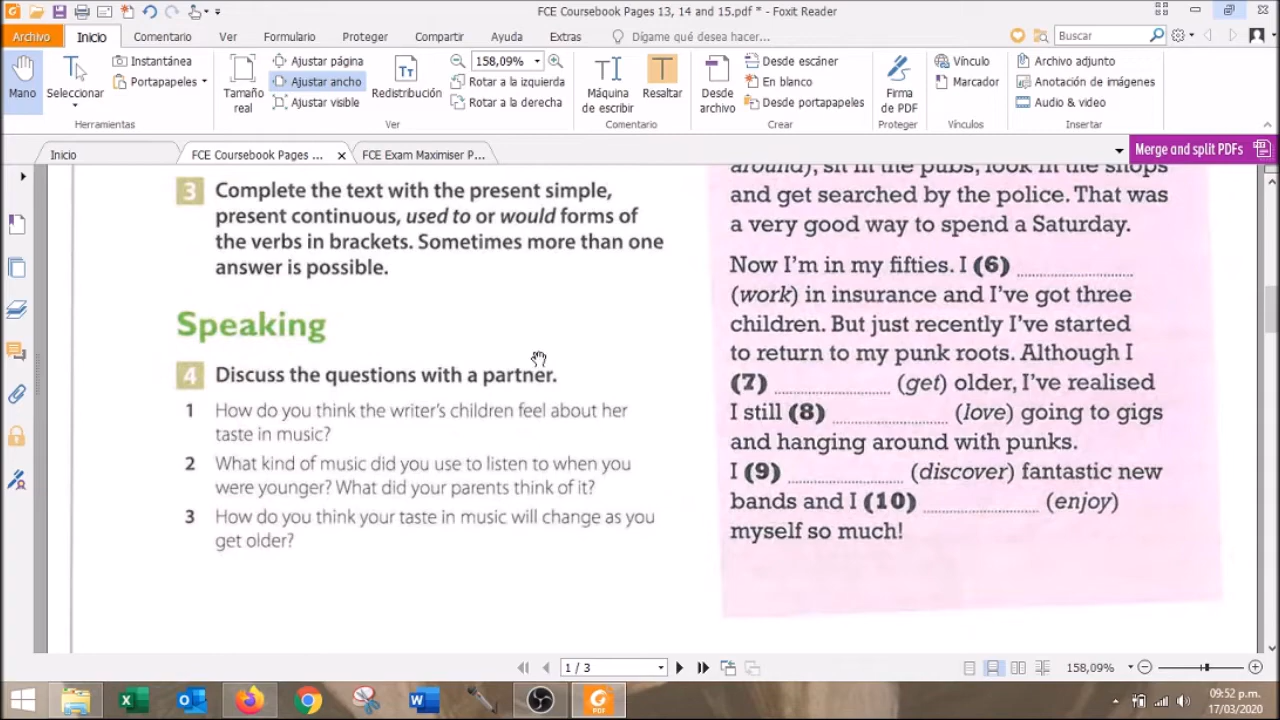 FCE Coursebook Pages 13, 14 and 15.pdf * - Foxit Reader
Archivo Inicio Comentario Ver Formulario Proteger Compartir Ayuda Extras Dígame qué desea hacer... Buscar
Mano
Seleccionar
Instantánea
Portapapeles
Herramientas
Tamaño real
Ajustar página
Ajustar ancho
Ajustar visible
Redistribución
158,09%
Rotar a la izquierda
Rotar a la derecha
Ver
Máquina de escribir
Resaltar
Comentario
Desde archivo
Desde escáner
En blanco
Desde portapapeles
Crear
Firma de PDF
Proteger
Vínculo
Marcador
Vínculos
Archivo adjunto
Anotación de imágenes
Audio & video
Insertar
Inicio FCE Coursebook Pages ... FCE Exam Maximiser P... Merge and split PDFs
3 Complete the text with the present simple,
present continuous, used to or would forms of
the verbs in brackets. Sometimes more than one
answer is possible.
Speaking
4 Discuss the questions with a partner.
1 How do you think the writer's children feel about her
taste in music?
2 What kind of music did you use to listen to when you
were younger? What did your parents think of it?
3 How do you think your taste in music will change as you
get older?
around), sit in the pubs, look in the shops
and get searched by the police. That was
a very good way to spend a Saturday.
Now I'm in my fifties. I (6) ....................
(work) in insurance and I've got three
children. But just recently I've started
to return to my punk roots. Although I
(7) .................... (get) older, I've realised
I still (8) .................... (love) going to gigs
and hanging around with punks.
I (9) .................... (discover) fantastic new
bands and I (10) .................... (enjoy)
myself so much!
1 / 3
158,09%
PDF
09:52 p.m.
17/03/2020